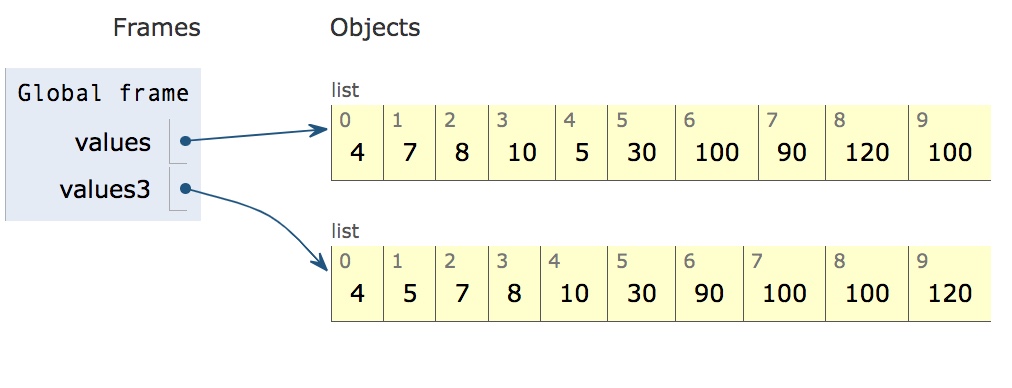 Frames Objects
Global frame
values
values3
list
0 1 2 3 4 5 6 7 8 9
4 7 8 10 5 30 100 90 120 100
list
0 1 2 3 4 5 6 7 8 9
4 5 7 8 10 30 90 100 100 120